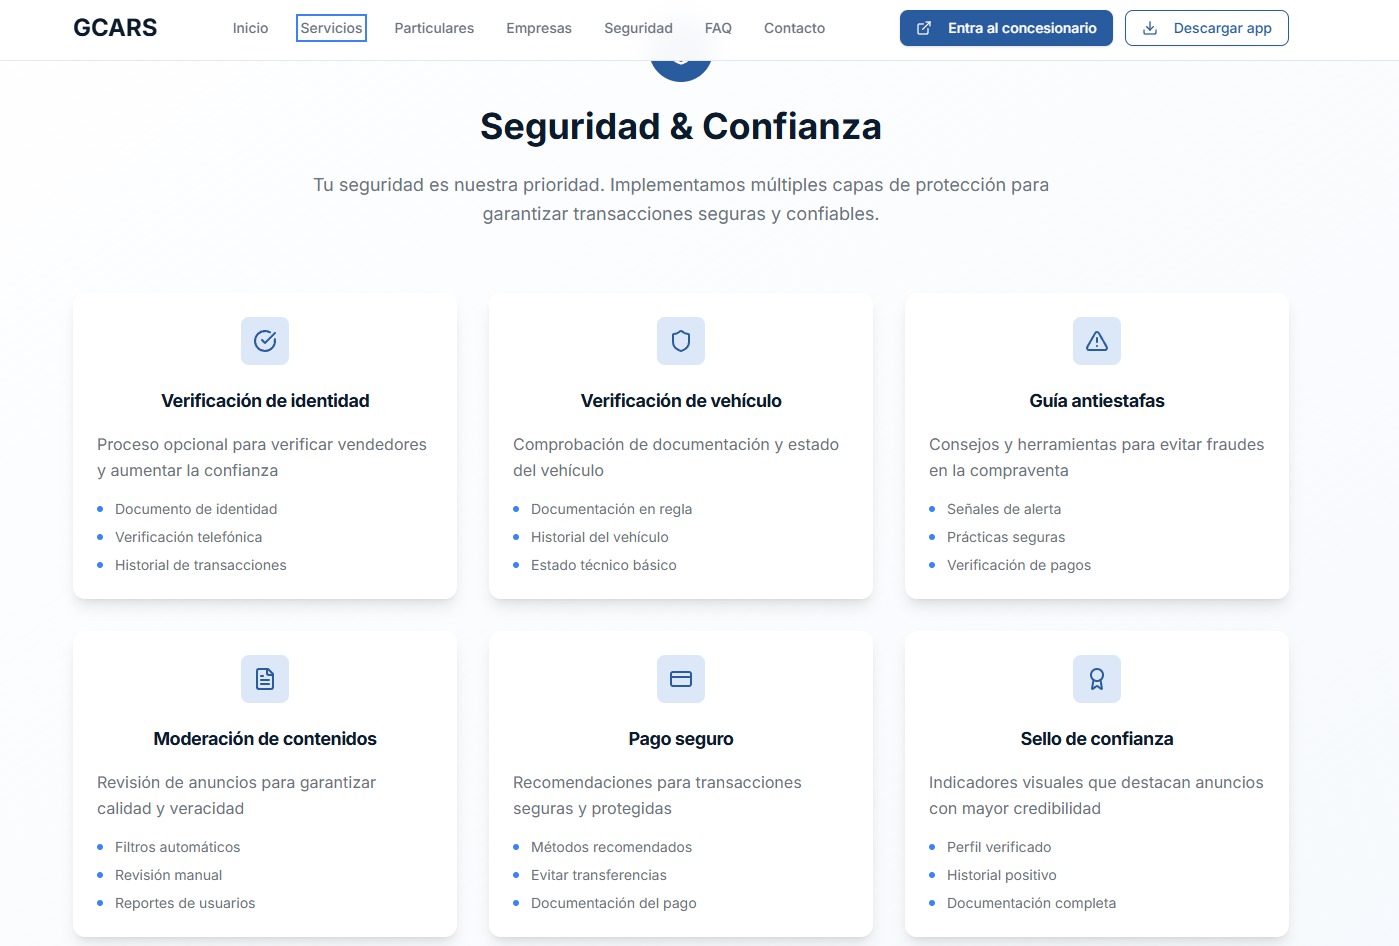 GCARS
Inicio
Servicios
Particulares
Empresas
Seguridad
FAQ
Contacto
Entra al concesionario
Descargar app
Seguridad & Confianza
Tu seguridad es nuestra prioridad. Implementamos múltiples capas de protección para
garantizar transacciones seguras y confiables.
Verificación de identidad
Proceso opcional para verificar vendedores
y aumentar la confianza
Documento de identidad
Verificación telefónica
Historial de transacciones
Verificación de vehículo
Comprobación de documentación y estado
del vehículo
Documentación en regla
Historial del vehículo
Estado técnico básico
Guía antiestafas
Consejos y herramientas para evitar fraudes
en la compraventa
Señales de alerta
Prácticas seguras
Verificación de pagos
Moderación de contenidos
Revisión de anuncios para garantizar
calidad y veracidad
Filtros automáticos
Revisión manual
Reportes de usuarios
Pago seguro
Recomendaciones para transacciones
seguras y protegidas
Métodos recomendados
Evitar transferencias
Documentación del pago
Sello de confianza
Indicadores visuales que destacan anuncios
con mayor credibilidad
Perfil verificado
Historial positivo
Documentación completa